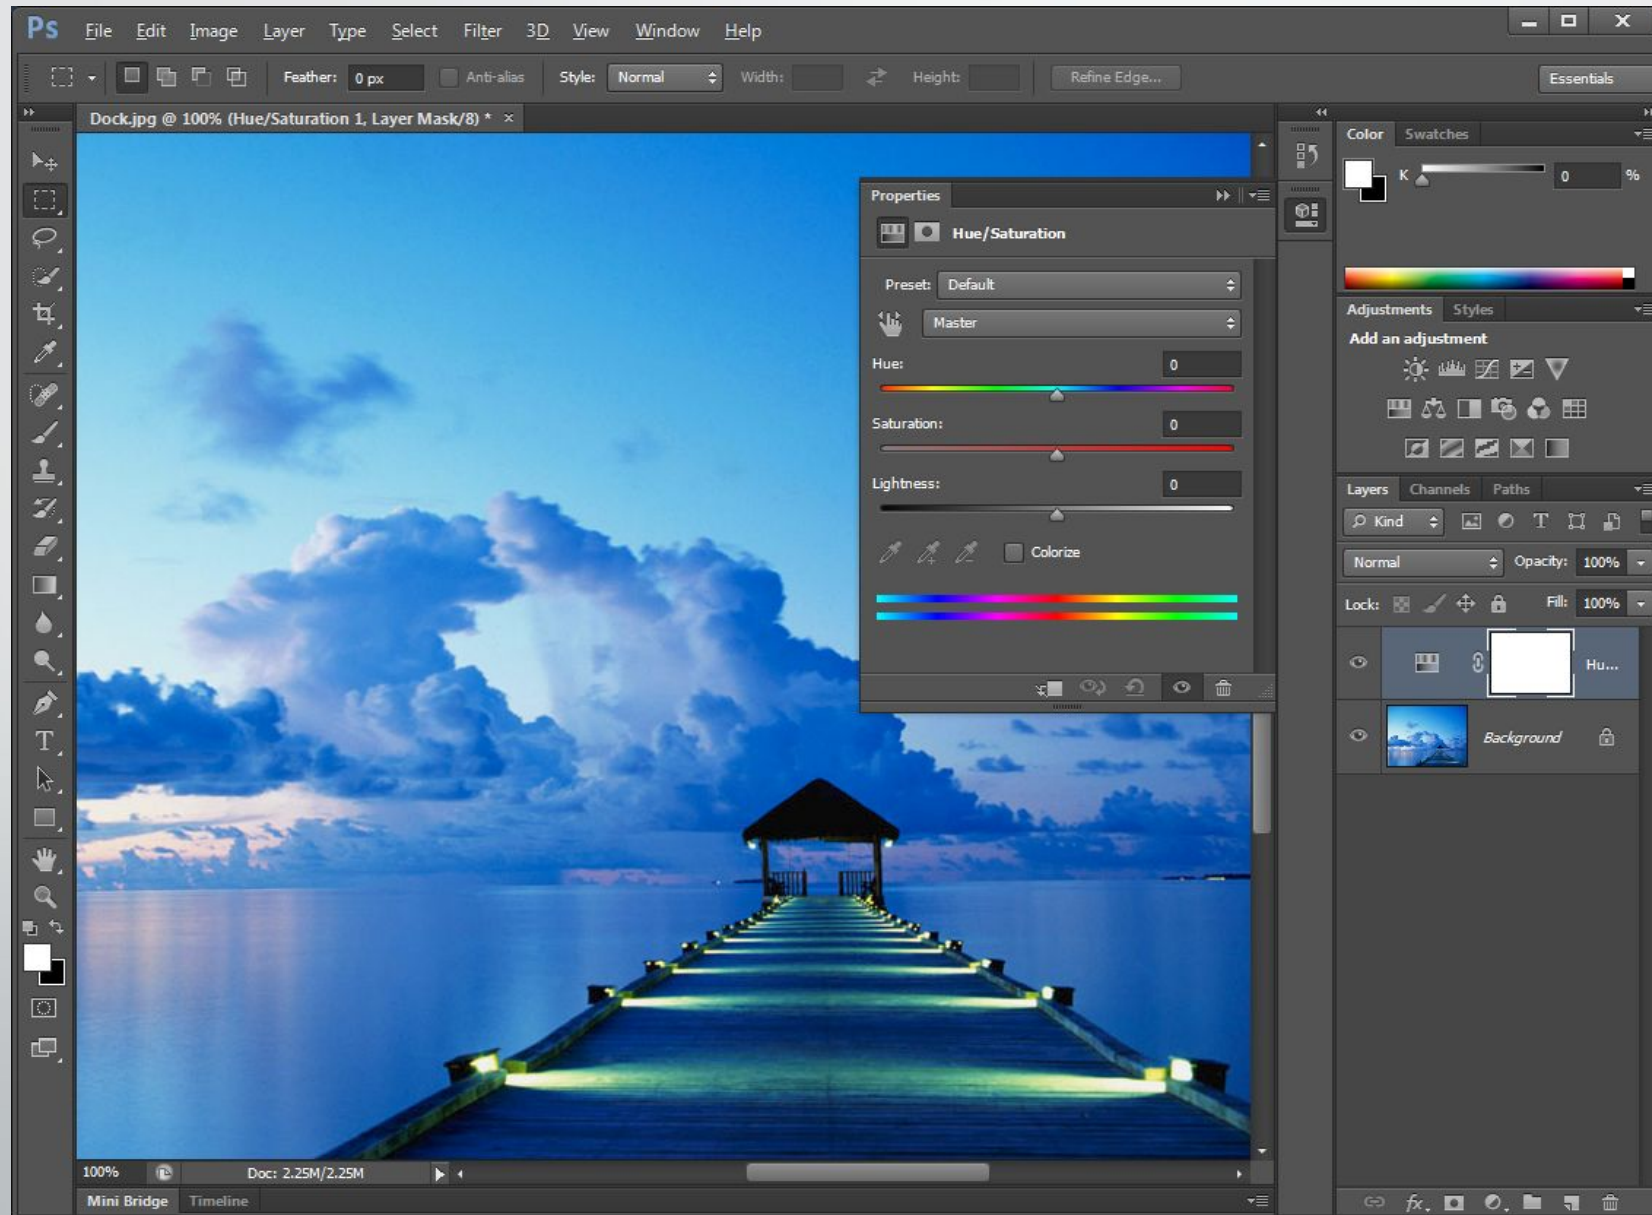 Ps File Edit Image Layer Type Select Filter 3D View Window Help
Feather: 0 px Anti-alias Style: Normal Width: Height: Refine Edge... Essentials
Dock.jpg @ 100% (Hue/Saturation 1, Layer Mask/8) * ×
Properties
Hue/Saturation
Preset: Default
Master
Hue: 0
Saturation: 0
Lightness: 0
Colorize
Color Swatches
K 0 %
Adjustments Styles
Add an adjustment
Layers Channels Paths
Kind
Normal Opacity: 100%
Lock: Fill: 100%
Hu...
Background
100% Doc: 2.25M/2.25M
Mini Bridge Timeline